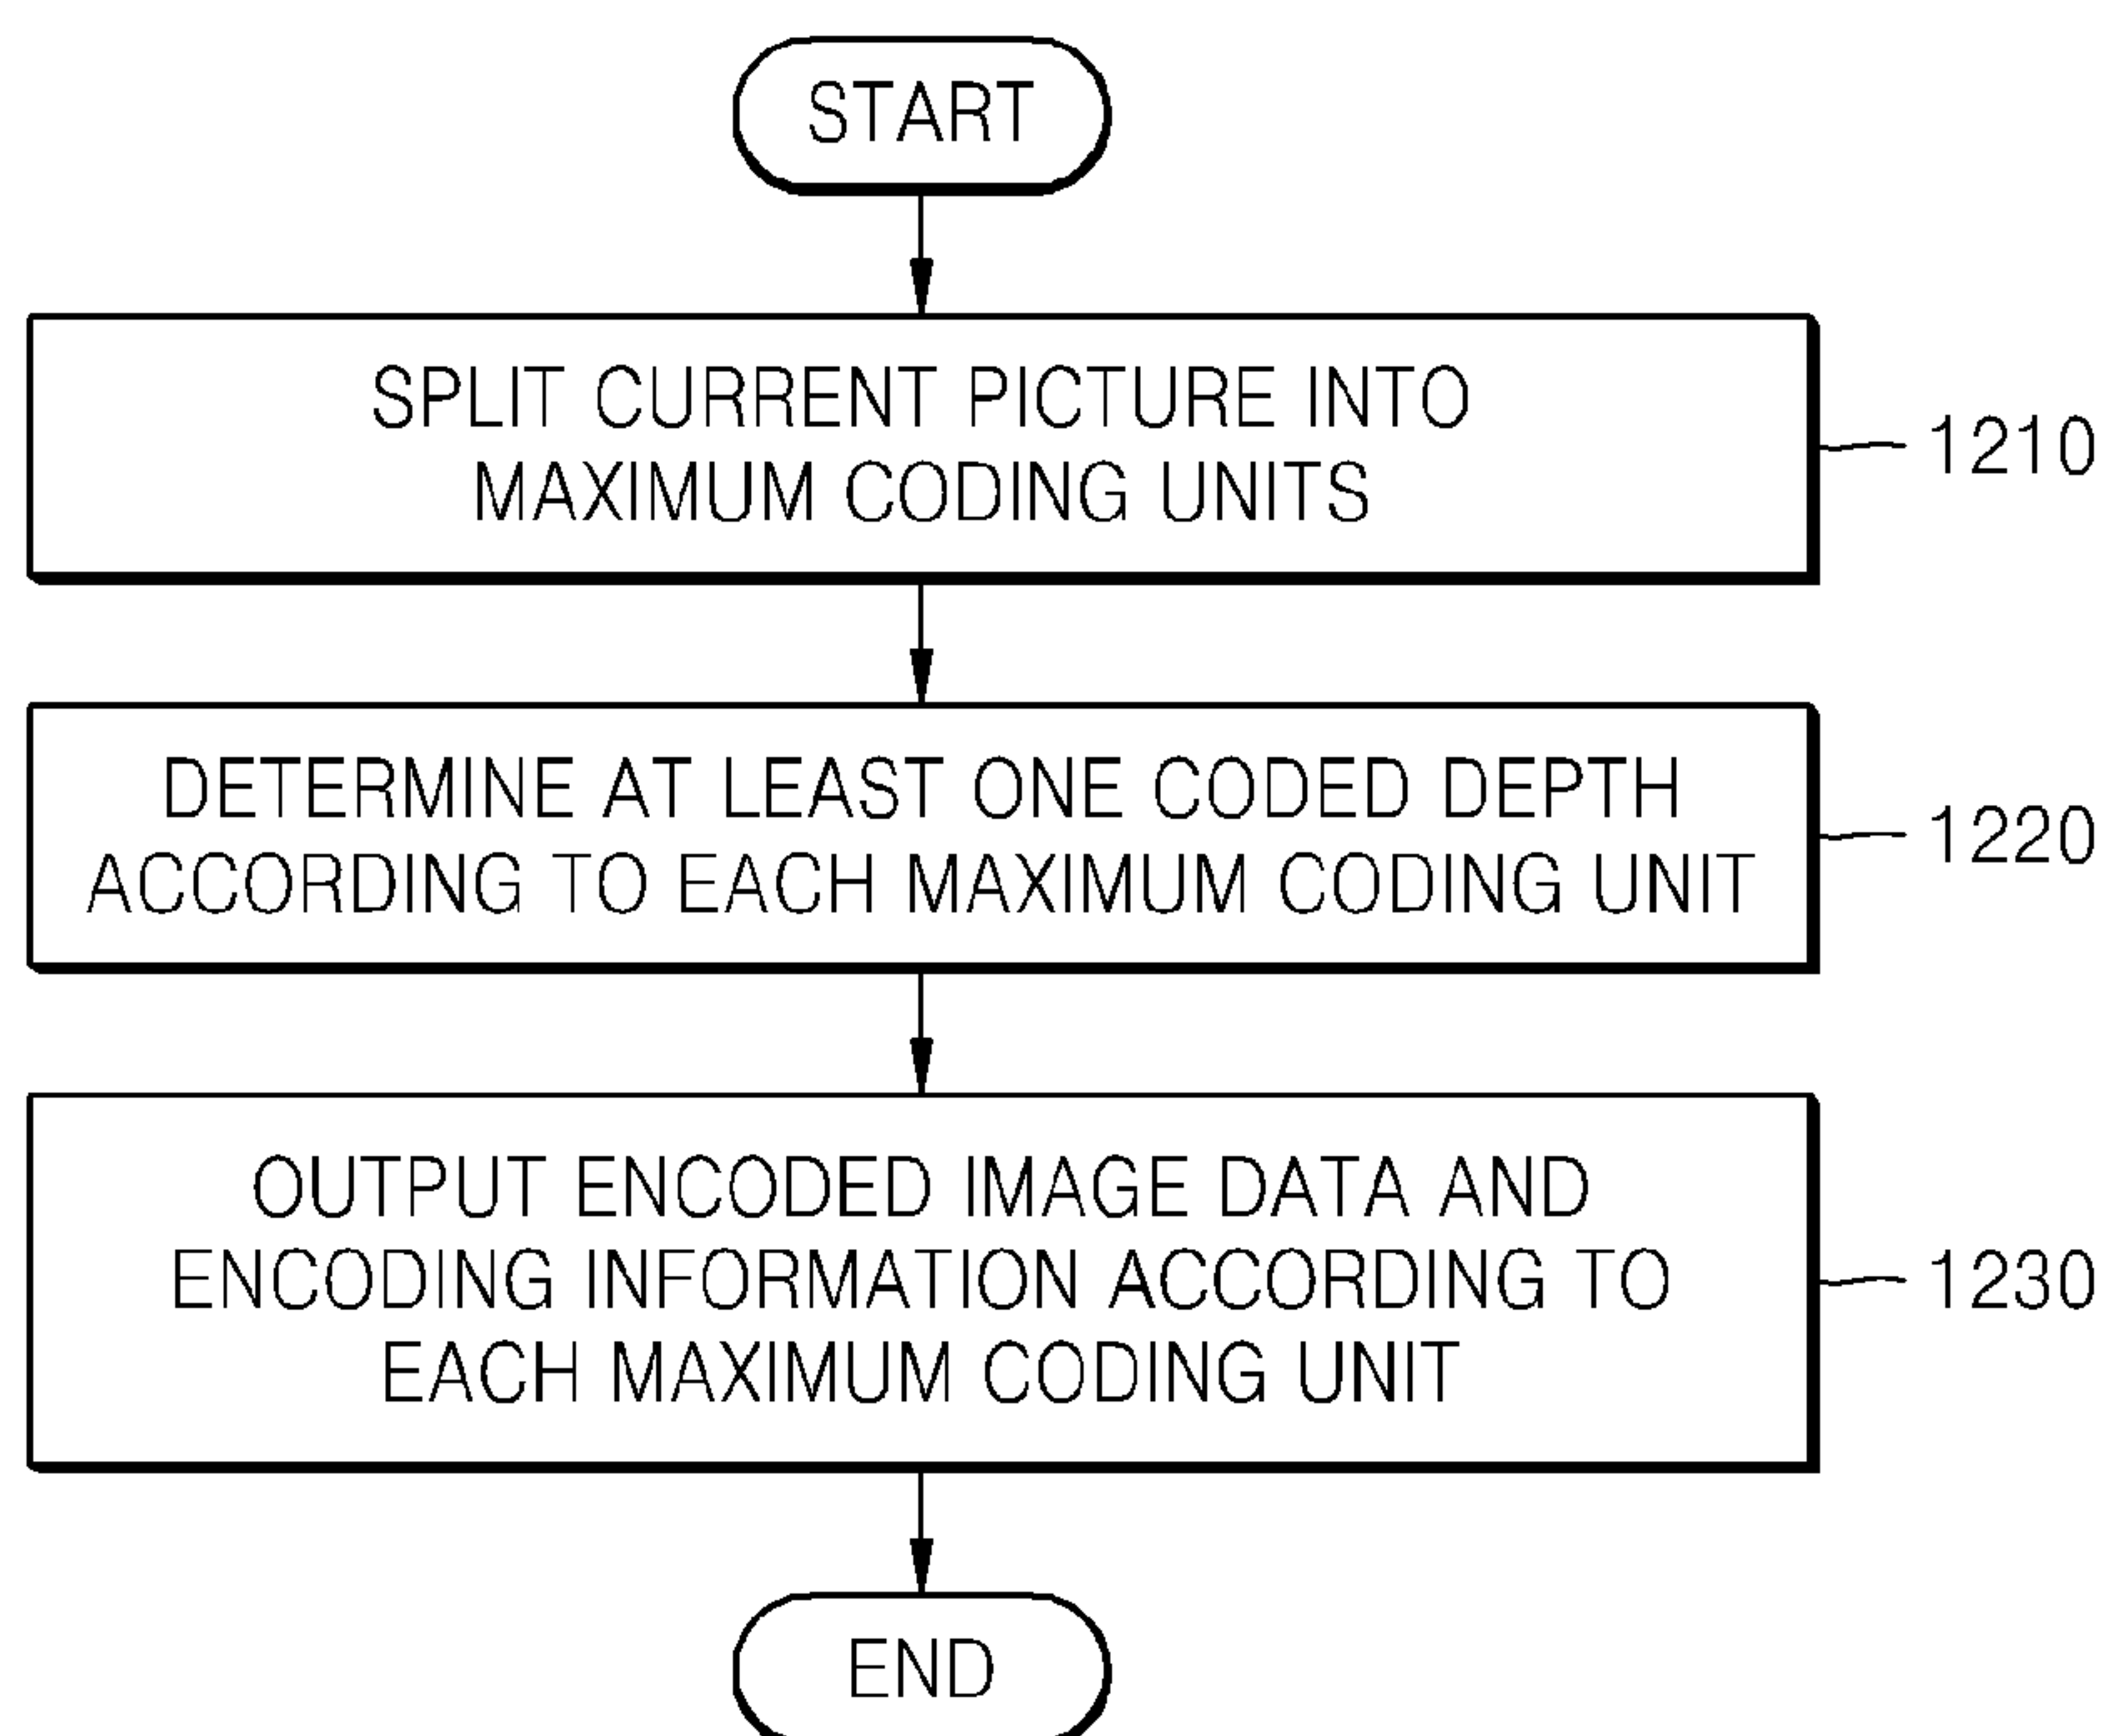 START
SPLIT CURRENT PICTURE INTO
MAXIMUM CODING UNITS
1210
DETERMINE AT LEAST ONE CODED DEPTH
ACCORDING TO EACH MAXIMUM CODING UNIT
1220
OUTPUT ENCODED IMAGE DATA AND
ENCODING INFORMATION ACCORDING TO
EACH MAXIMUM CODING UNIT
1230
END